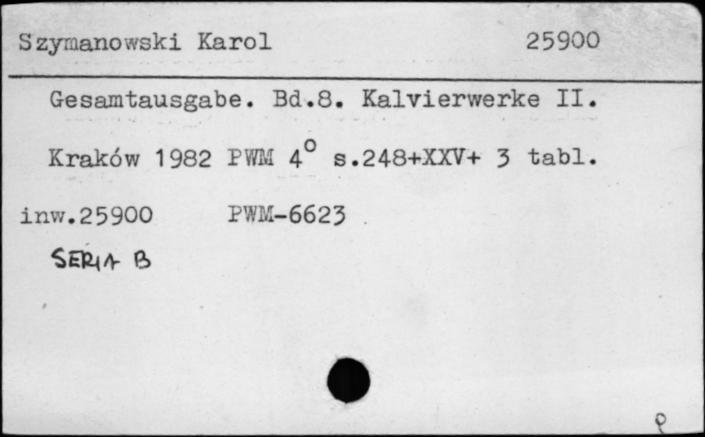 Szymanowski Karol 25900
Gesamtausgabe. Bd.8. Kalvierwerke II.
Kraków 1982 PWM 4° s.248+XXV+ 3 tabl.
inw.25900 PWM-6623
SERIA B